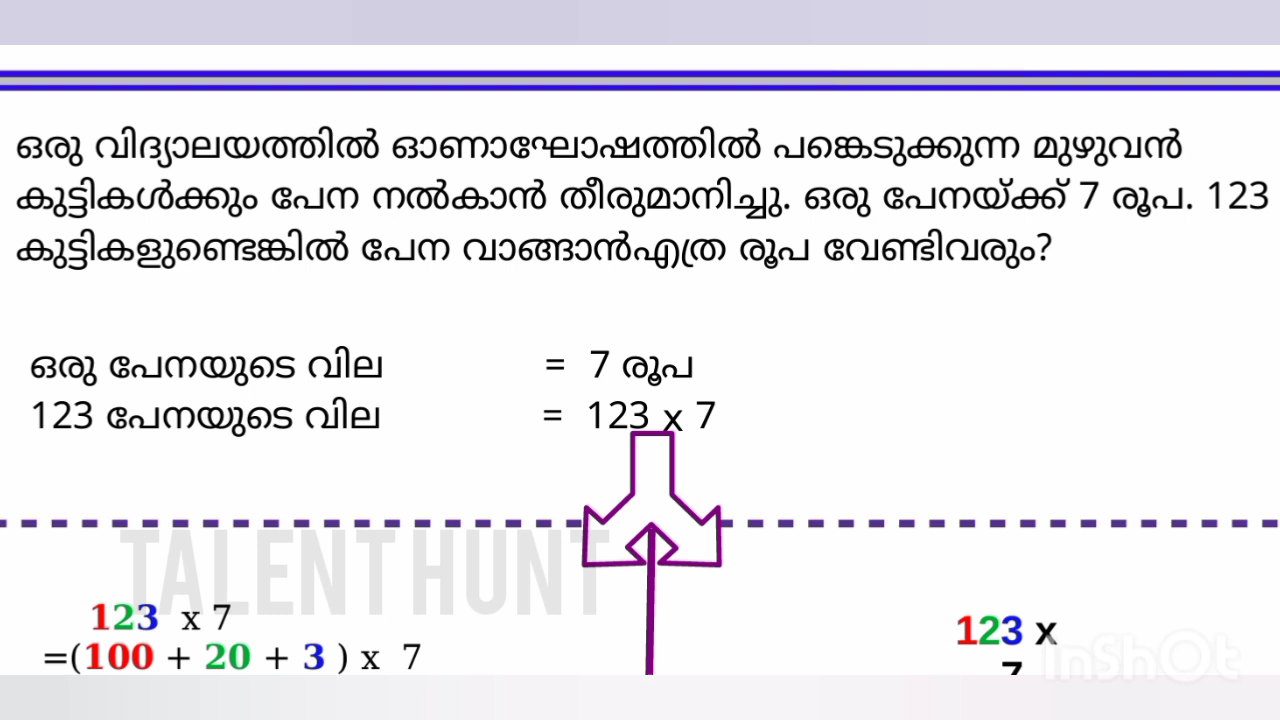 ഒരു വിദ്യാലയത്തിൽ ഓണാഘോഷത്തിൽ പങ്കെടുക്കുന്ന മുഴുവൻ
കുട്ടികൾക്കും പേന നൽകാൻ തീരുമാനിച്ചു. ഒരു പേനയ്ക്ക് 7 രൂപ. 123
കുട്ടികളുണ്ടെങ്കിൽ പേന വാങ്ങാൻഎത്ര രൂപ വേണ്ടിവരും?
ഒരു പേനയുടെ വില = 7 രൂപ
123 പേനയുടെ വില = 123 x 7
TALENT HUNT
123 x 7
=(100 + 20 + 3 ) x 7
123 x
7
InShOt